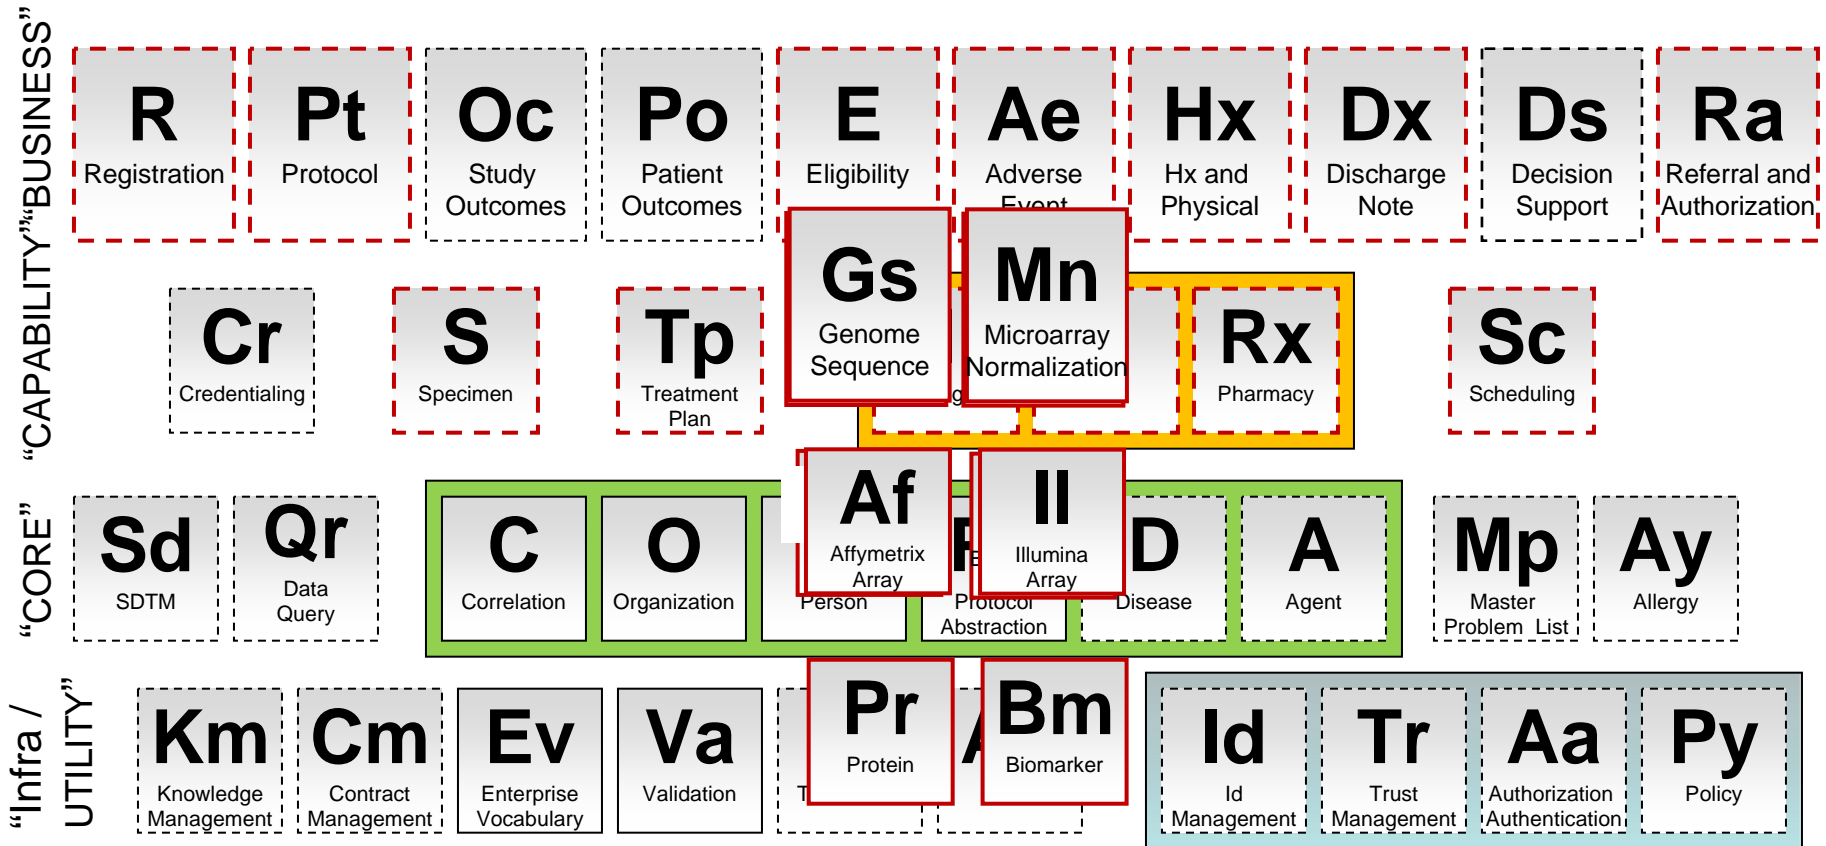 “BUSINESS”
R
Registration
Pt
Protocol
Oc
Study
Outcomes
Po
Patient
Outcomes
E
Eligibility
Ae
Adverse
Event
Hx
Hx and
Physical
Dx
Discharge
Note
Ds
Decision
Support
Ra
Referral and
Authorization
“CAPABILITY”
Cr
Credentialing
S
Specimen
Tp
Treatment
Plan
Gs
Genome
Sequence
Mn
Microarray
Normalization
Rx
Pharmacy
Sc
Scheduling
“CORE”
Sd
SDTM
Qr
Data
Query
C
Correlation
O
Organization
Person
Af
Affymetrix
Array
Protocol
Abstraction
Il
Illumina
Array
D
Disease
A
Agent
Mp
Master
Problem List
Ay
Allergy
“Infra /
UTILITY”
Km
Knowledge
Management
Cm
Contract
Management
Ev
Enterprise
Vocabulary
Va
Validation
Pr
Protein
Bm
Biomarker
Id
Id
Management
Tr
Trust
Management
Aa
Authorization
Authentication
Py
Policy